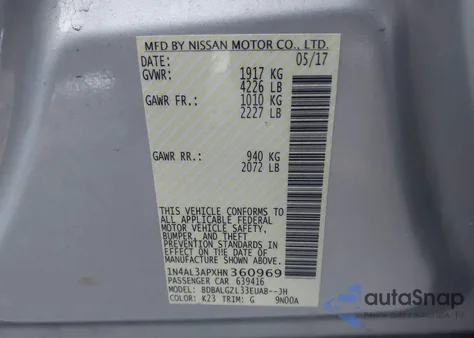 MFD BY NISSAN MOTOR CO., LTD.
DATE: 05/17
GVWR: 1917 KG
4226 LB
GAWR FR.: 1010 KG
2227 LB
GAWR RR.: 940 KG
2072 LB
THIS VEHICLE CONFORMS TO
ALL APPLICABLE FEDERAL
MOTOR VEHICLE SAFETY,
BUMPER, AND THEFT
PREVENTION STANDARDS IN
EFFECT ON THE DATE OF
MANUFACTURE SHOWN ABOVE.
1N4AL3APXHN360969
PASSENGER CAR 639416
MODEL: BDBALG2L33EUAB--JH
COLOR: K23 TRIM: G 9N00A
autoSnap